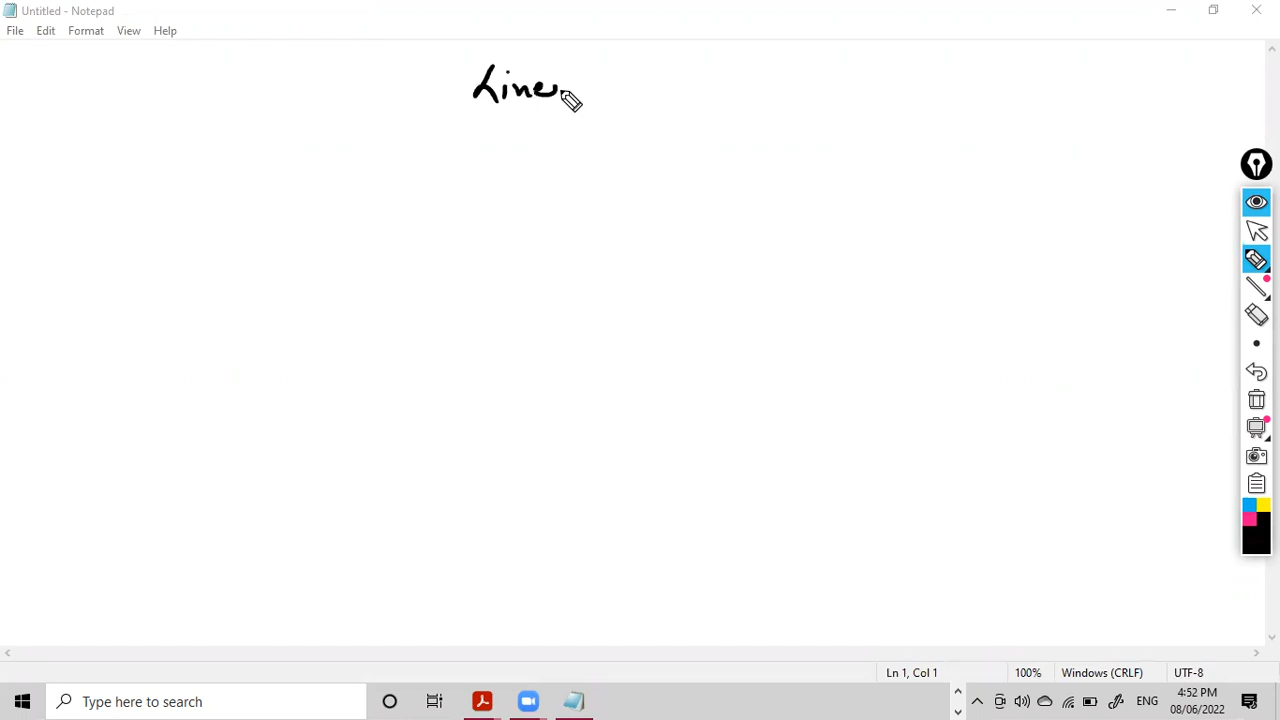 Untitled - Notepad
File Edit Format View Help
Line
Ln 1, Col 1 100% Windows (CRLF) UTF-8
Type here to search
ENG
4:52 PM
08/06/2022